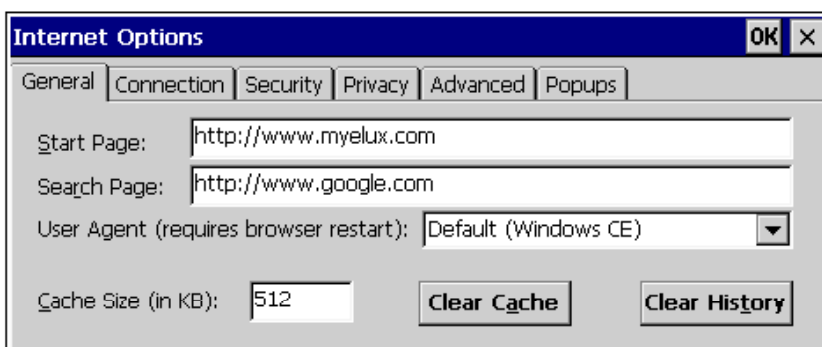 Internet Options OK ×
General Connection Security Privacy Advanced Popups
Start Page: http://www.myelux.com
Search Page: http://www.google.com
User Agent (requires browser restart): Default (Windows CE)
Cache Size (in KB): 512 Clear Cache Clear History